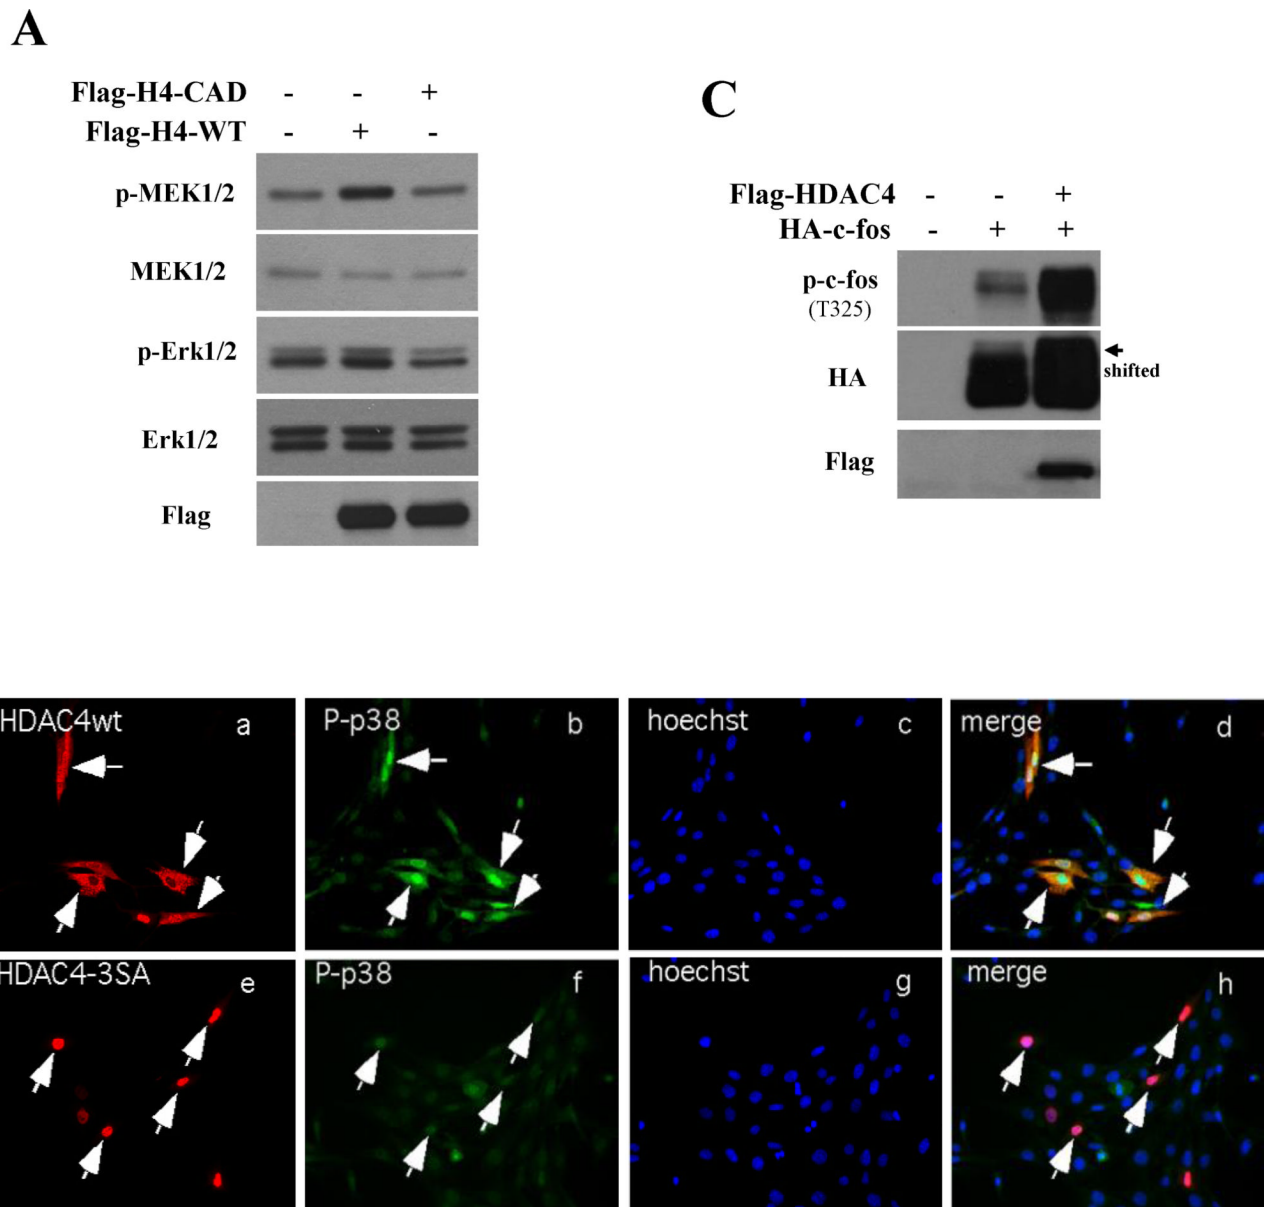 A
Flag-H4-CAD - - +
Flag-H4-WT - + -
p-MEK1/2
MEK1/2
p-Erk1/2
Erk1/2
Flag
C
Flag-HDAC4 - - +
HA-c-fos - + +
p-c-fos
(T325)
HA
shifted
Flag
HDAC4wt a P-p38 b hoechst c merge d
HDAC4-3SA e P-p38 f hoechst g merge h